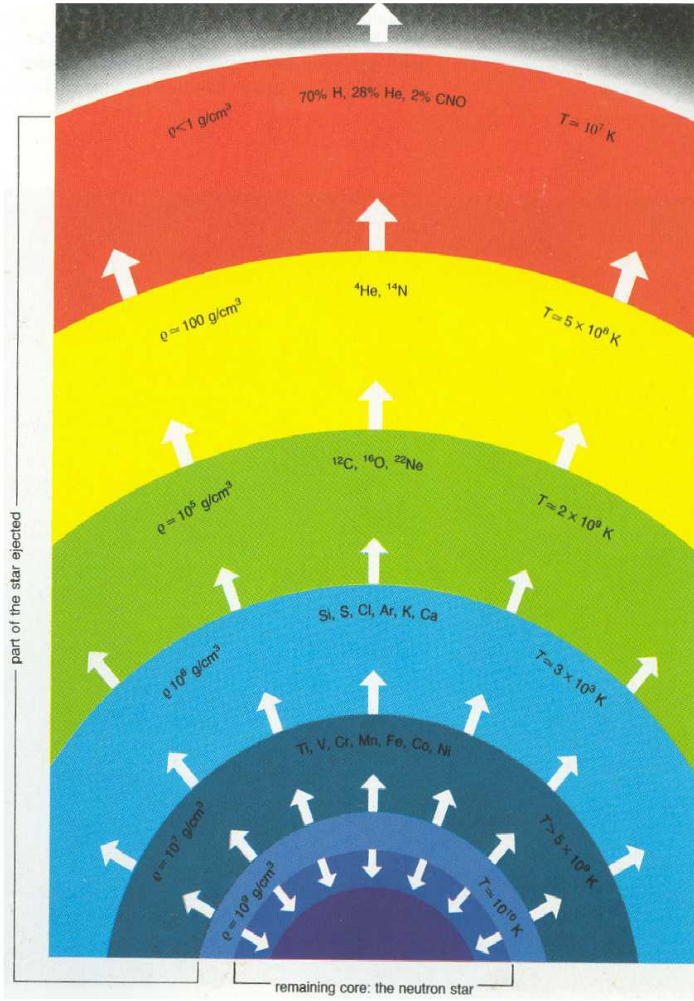 70% H, 28% He, 2% CNO
ϱ<1 g/cm³
T≃10⁷ K
⁴He, ¹⁴N
ϱ≃100 g/cm³
T≃5×10⁸ K
¹²C, ¹⁶O, ²²Ne
ϱ=10⁵ g/cm³
T≃2×10⁹ K
Si, S, Cl, Ar, K, Ca
ϱ 10⁶ g/cm³
T≃3×10³ K
Ti, V, Cr, Mn, Fe, Co, Ni
ϱ=10⁷ g/cm³
T>5×10⁹ K
ϱ=10⁹ g/cm³
T≃10¹⁰ K
part of the star ejected
remaining core: the neutron star